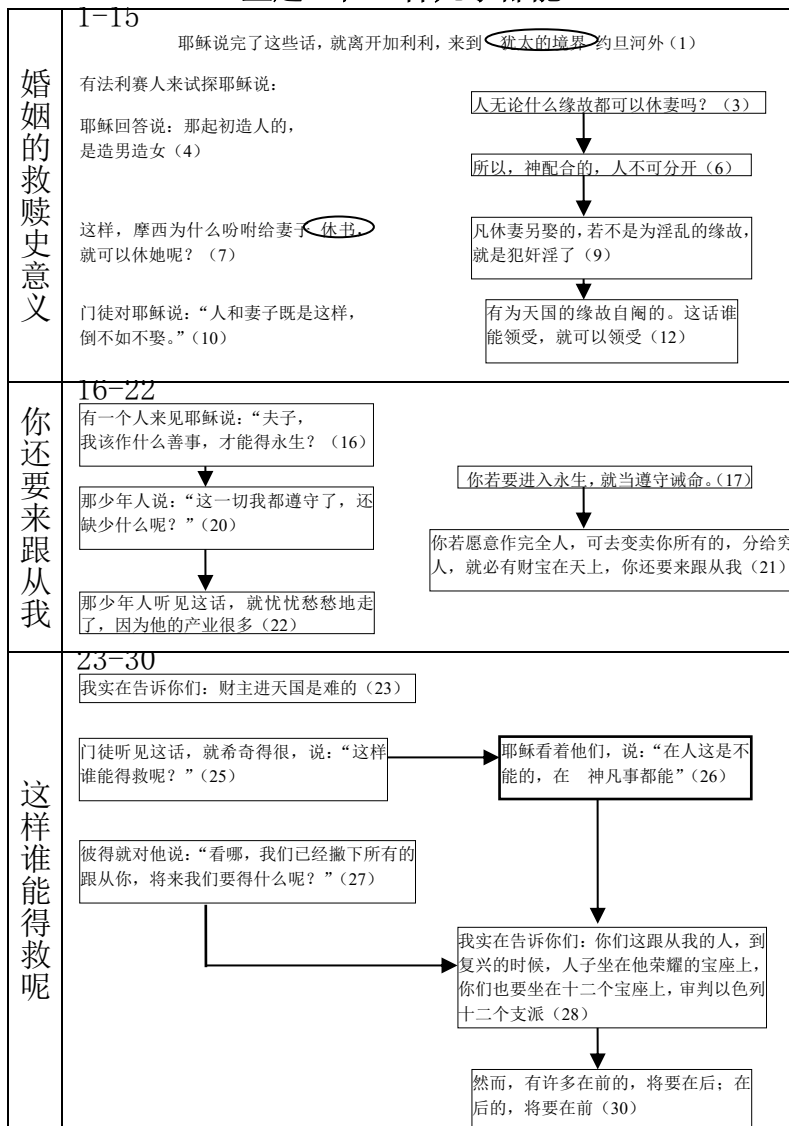 1-15
耶稣说完了这些话，就离开加利利，来到 犹太的境界 约旦河外（1）
婚姻的救赎史意义
有法利赛人来试探耶稣说：
人无论什么缘故都可以休妻吗？（3）
耶稣回答说：那起初造人的，
是造男造女（4）
所以，神配合的，人不可分开（6）
这样，摩西为什么吩咐给妻子 休书，
就可以休她呢？（7）
凡休妻另娶的，若不是为淫乱的缘故，
就是犯奸淫了（9）
门徒对耶稣说：“人和妻子既是这样，
倒不如不娶。”（10）
有为天国的缘故自阉的。这话谁
能领受，就可以领受（12）
16-22
你还要来跟从我
有一个人来见耶稣说：“夫子，
我该作什么善事，才能得永生？（16）
你若要进入永生，就当遵守诫命。（17）
那少年人说：“这一切我都遵守了，还
缺少什么呢？”（20）
你若愿意作完全人，可去变卖你所有的，分给穷
人，就必有财宝在天上，你还要来跟从我（21）
那少年人听见这话，就忧忧愁愁地走
了，因为他的产业很多（22）
23-30
这样谁能得救呢
我实在告诉你们：财主进天国是难的（23）
门徒听见这话，就希奇得很，说：“这样
谁能得救呢？”（25）
耶稣看着他们，说：“在人这是不
能的，在　神凡事都能”（26）
彼得就对他说：“看哪，我们已经撇下所有的
跟从你，将来我们要得什么呢？”（27）
我实在告诉你们：你们这跟从我的人，到
复兴的时候，人子坐在他荣耀的宝座上，
你们也要坐在十二个宝座上，审判以色列
十二个支派（28）
然而，有许多在前的，将要在后；在
后的，将要在前（30）